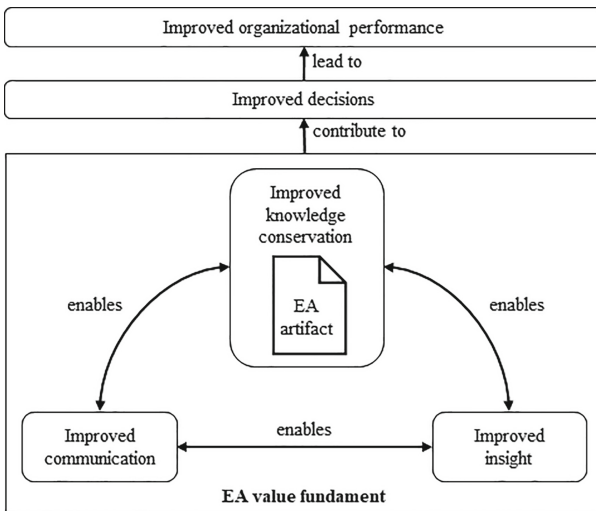 Improved organizational performance
lead to
Improved decisions
contribute to
Improved
knowledge
conservation
EA
artifact
enables
enables
enables
Improved
communication
Improved
insight
EA value fundament